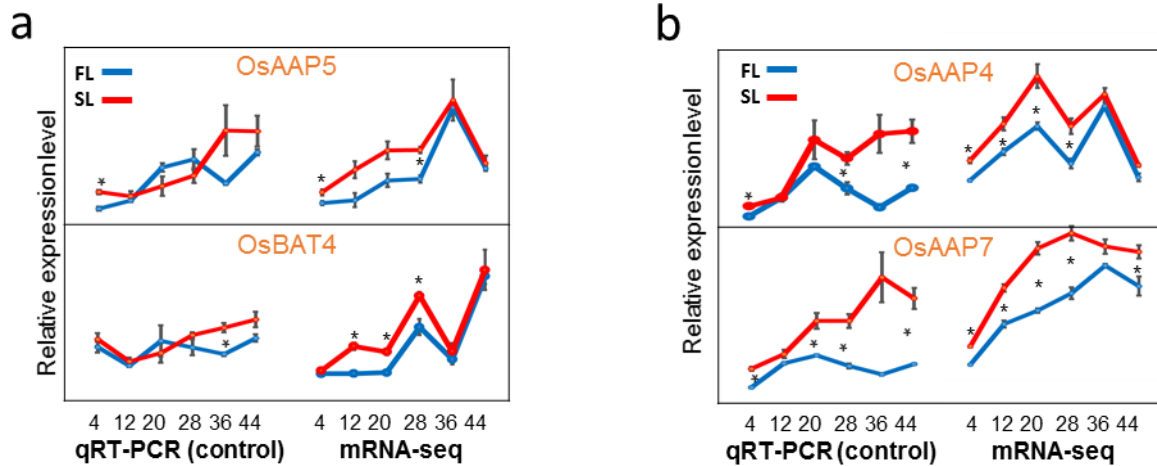 a
Relative expression level
FL
SL
OsAAP5
*
*
*
OsBAT4
*
*
*
*
4 12 20 28 36 44 4 12 20 28 36 44
qRT-PCR (control) mRNA-seq
b
Relative expression level
FL
SL
OsAAP4
*
*
*
*
*
*
*
OsAAP7
*
*
*
*
*
*
*
*
*
4 12 20 28 36 44 4 12 20 28 36 44
qRT-PCR (control) mRNA-seq